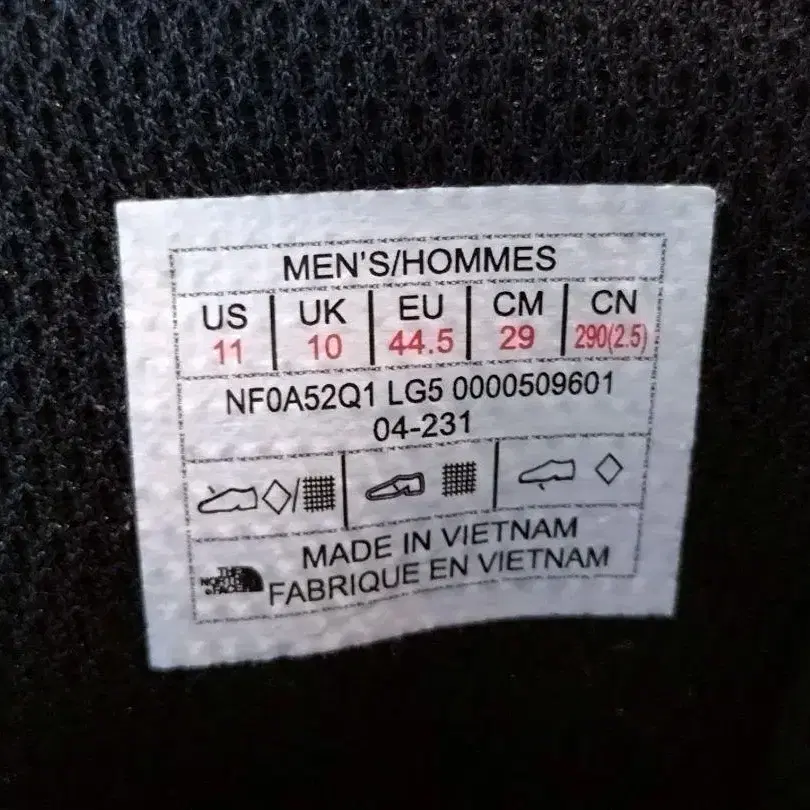 MEN'S/HOMMES
US UK EU CM CN
11 10 44.5 29 290(2.5)
NF0A52Q1 LG5 0000509601
04-231
MADE IN VIETNAM
FABRIQUE EN VIETNAM
THE
NORTH
FACE